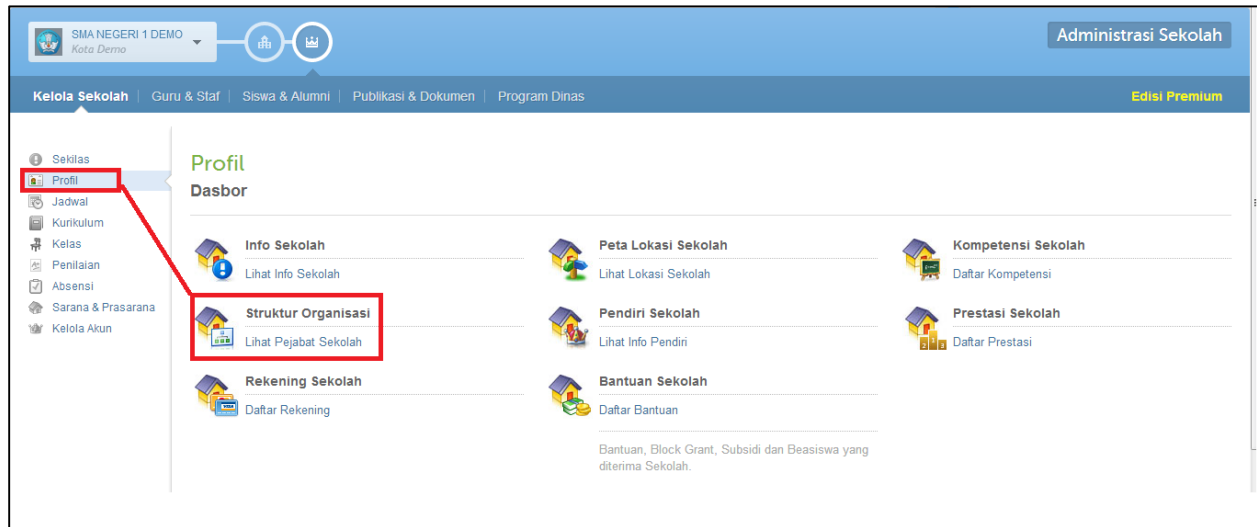 SMA NEGERI 1 DEMO
Kota Demo
Administrasi Sekolah
Kelola Sekolah | Guru & Staf | Siswa & Alumni | Publikasi & Dokumen | Program Dinas
Edisi Premium
Sekilas
Profil
Jadwal
Kurikulum
Kelas
Penilaian
Absensi
Sarana & Prasarana
Kelola Akun
Profil
Dasbor
Info Sekolah
Lihat Info Sekolah
Peta Lokasi Sekolah
Lihat Lokasi Sekolah
Kompetensi Sekolah
Daftar Kompetensi
Struktur Organisasi
Lihat Pejabat Sekolah
Pendiri Sekolah
Lihat Info Pendiri
Prestasi Sekolah
Daftar Prestasi
Rekening Sekolah
Daftar Rekening
Bantuan Sekolah
Daftar Bantuan
Bantuan, Block Grant, Subsidi dan Beasiswa yang
diterima Sekolah.